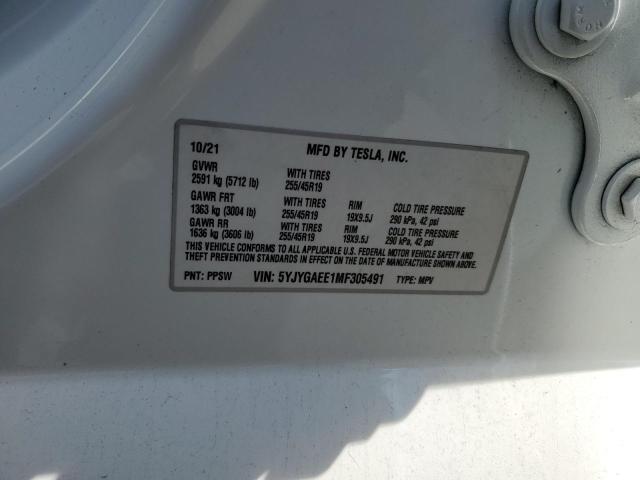 10/21 MFD BY TESLA, INC.
GVWR WITH TIRES
2591 kg (5712 lb) 255/45R19
GAWR FRT WITH TIRES RIM COLD TIRE PRESSURE
1363 kg (3004 lb) 255/45R19 19X9.5J 290 kPa, 42 psi
GAWR RR WITH TIRES RIM COLD TIRE PRESSURE
1636 kg (3606 lb) 255/45R19 19X9.5J 290 kPa, 42 psi
THIS VEHICLE CONFORMS TO ALL APPLICABLE U.S. FEDERAL MOTOR VEHICLE SAFETY AND
THEFT PREVENTION STANDARDS IN EFFECT ON THE DATE OF MANUFACTURE SHOWN ABOVE.
PNT: PPSW VIN: 5YJYGAEE1MF305491 TYPE: MPV